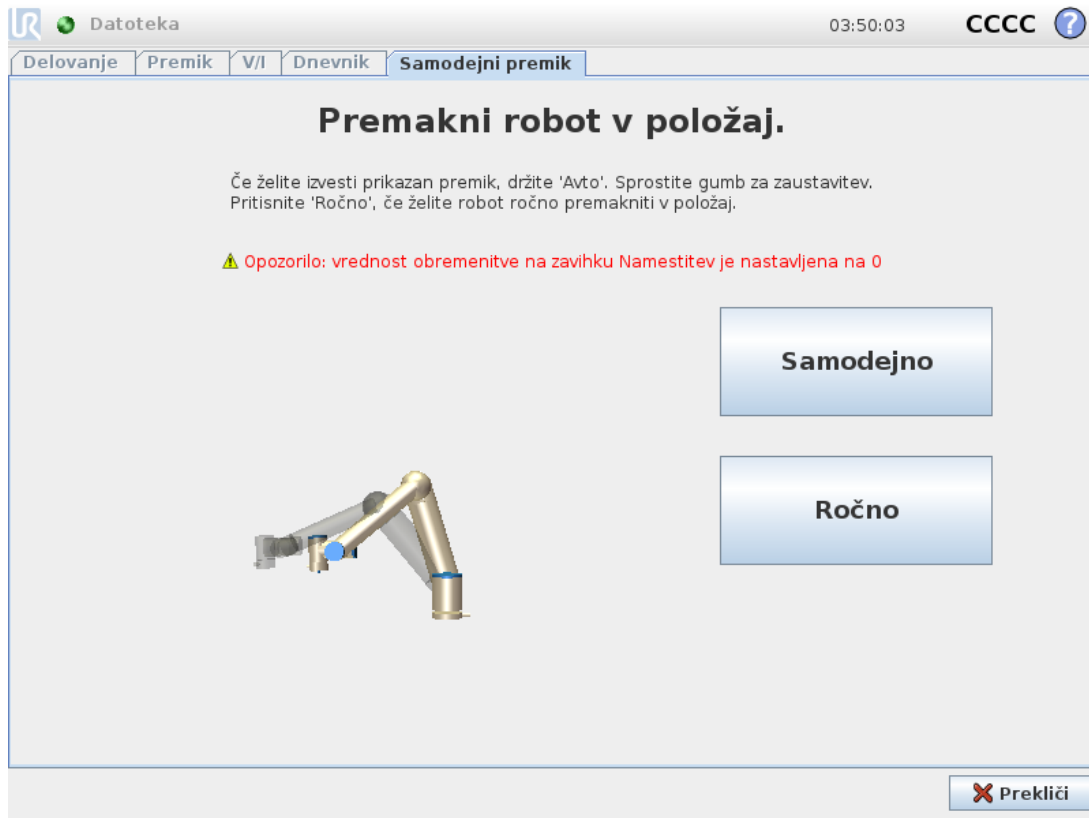 UR Datoteka 03:50:03 CCCC ?
Delovanje Premik V/I Dnevnik Samodejni premik
Premakni robot v položaj.
Če želite izvesti prikazan premik, držite 'Avto'. Sprostite gumb za zaustavitev.
Pritisnite 'Ročno', če želite robot ročno premakniti v položaj.
Opozorilo: vrednost obremenitve na zavihku Namestitev je nastavljena na 0
Samodejno
Ročno
Prekliči